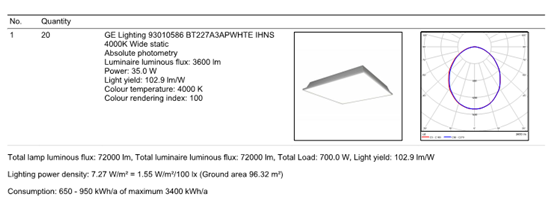 No. Quantity
1 20 GE Lighting 93010586 BT227A3APWHTE IHNS
4000K Wide static
Absolute photometry
Luminaire luminous flux: 3600 lm
Power: 35.0 W
Light yield: 102.9 lm/W
Colour temperature: 4000 K
Colour rendering index: 100
Total lamp luminous flux: 72000 lm, Total luminaire luminous flux: 72000 lm, Total Load: 700.0 W, Light yield: 102.9 lm/W
Lighting power density: 7.27 W/m² = 1.55 W/m²/100 lx (Ground area 96.32 m²)
Consumption: 650 - 950 kWh/a of maximum 3400 kWh/a